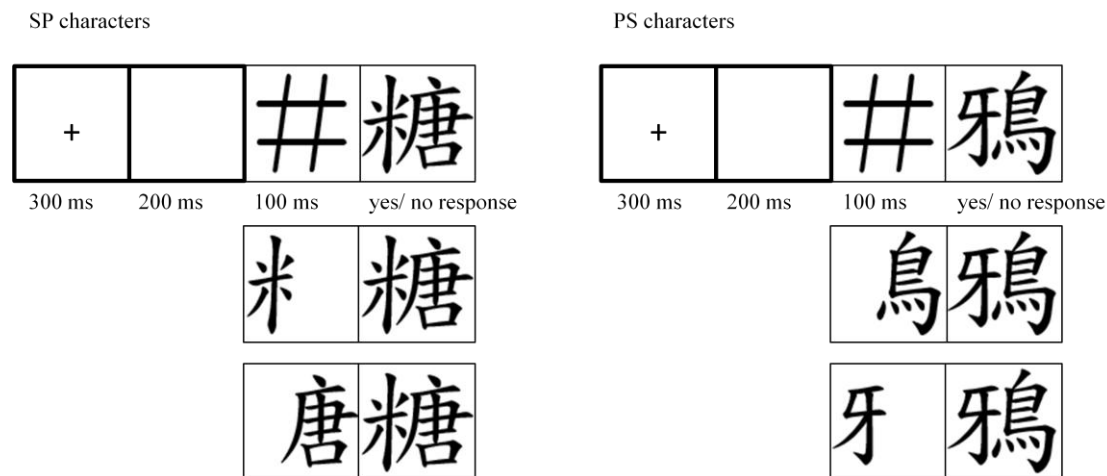 SP characters
PS characters
+ # 糖
300 ms 200 ms 100 ms yes/ no response
米 糖
唐 糖
+ # 鴉
300 ms 200 ms 100 ms yes/ no response
鳥 鴉
牙 鴉